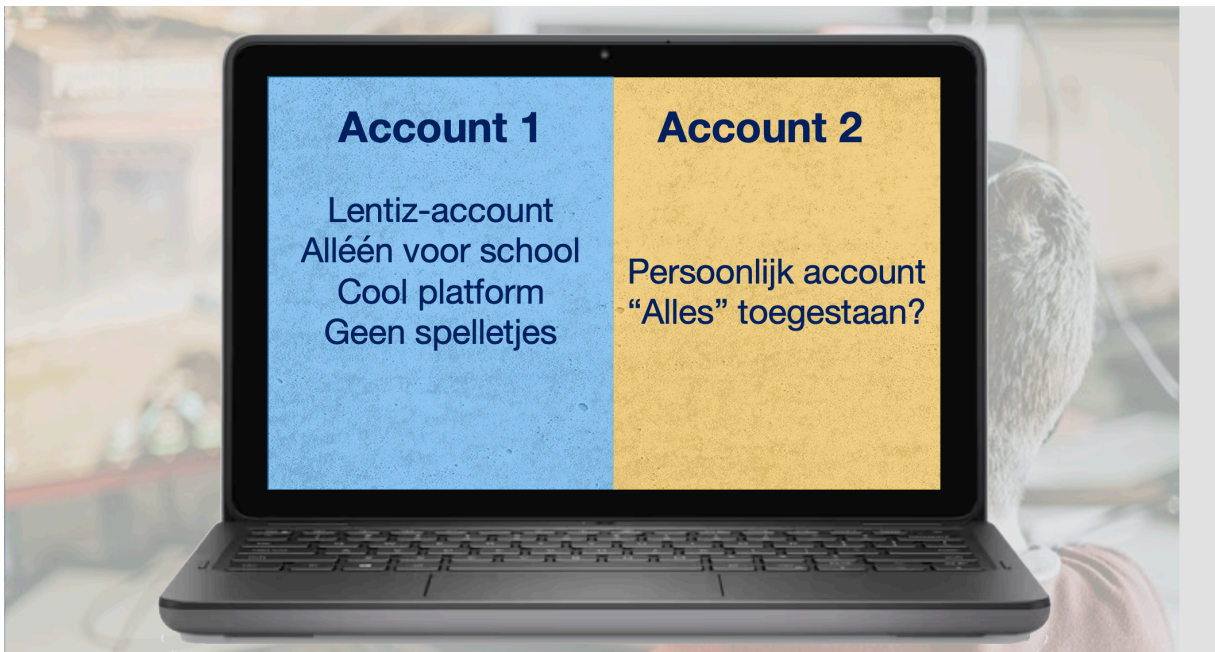 Account 1
Lentiz-account
Alléén voor school
Cool platform
Geen spelletjes
Account 2
Persoonlijk account
“Alles” toegestaan?